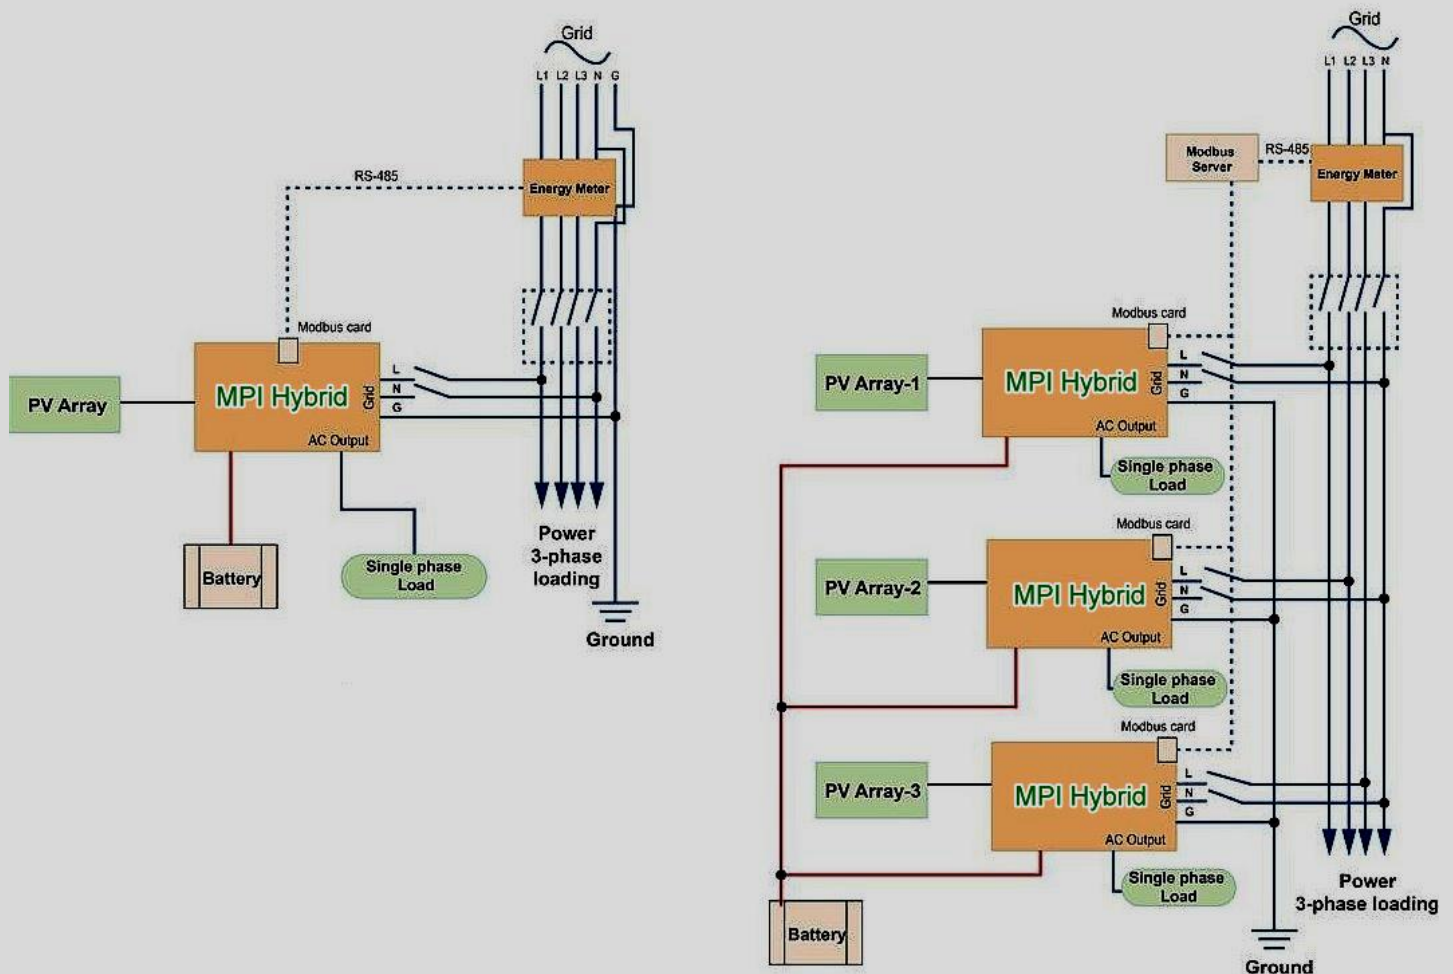 Grid
L1 L2 L3 N G
RS-485
Energy Meter
Modbus card
MPI Hybrid
L
N
G
Grid
AC Output
PV Array
Battery
Single phase
Load
Power
3-phase
loading
Ground
Grid
L1 L2 L3 N
Modbus
Server
RS-485
Energy Meter
Modbus card
PV Array-1
MPI Hybrid
L
N
G
Grid
AC Output
Single phase
Load
Modbus card
PV Array-2
MPI Hybrid
L
N
G
Grid
AC Output
Single phase
Load
Modbus card
PV Array-3
MPI Hybrid
L
N
G
Grid
AC Output
Single phase
Load
Battery
Power
3-phase loading
Ground